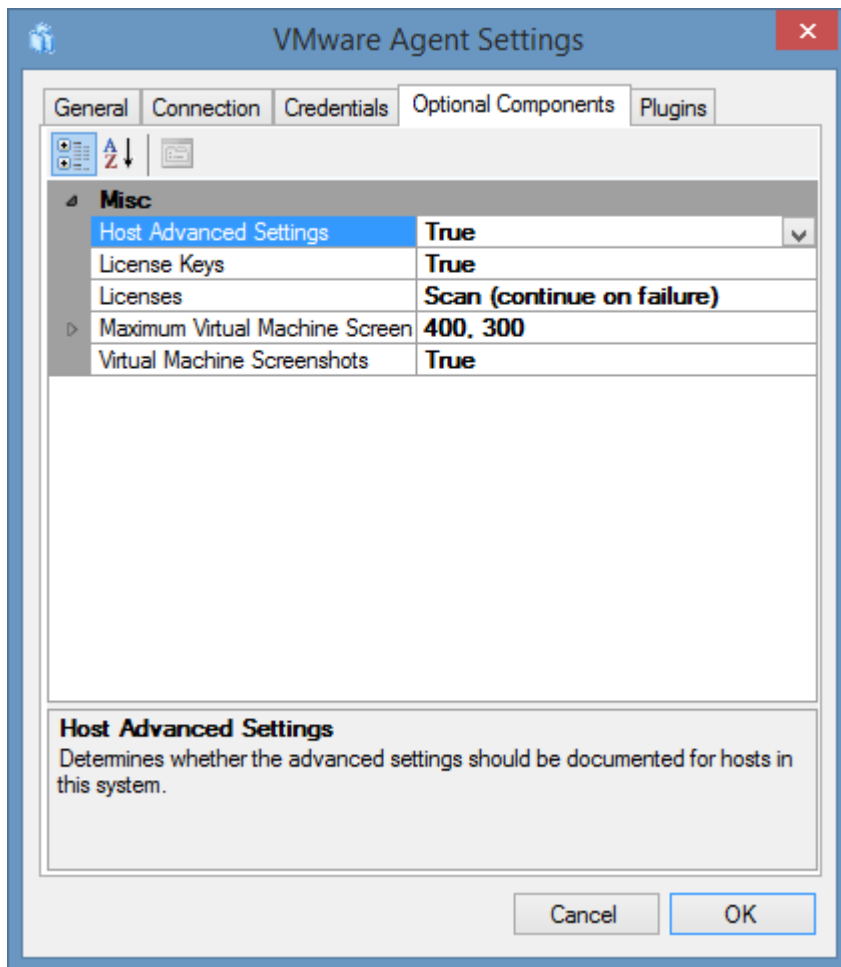 VMware Agent Settings
General Connection Credentials Optional Components Plugins
Misc
Host Advanced Settings True
License Keys True
Licenses Scan (continue on failure)
Maximum Virtual Machine Screen 400, 300
Virtual Machine Screenshots True
Host Advanced Settings
Determines whether the advanced settings should be documented for hosts in
this system.
Cancel OK